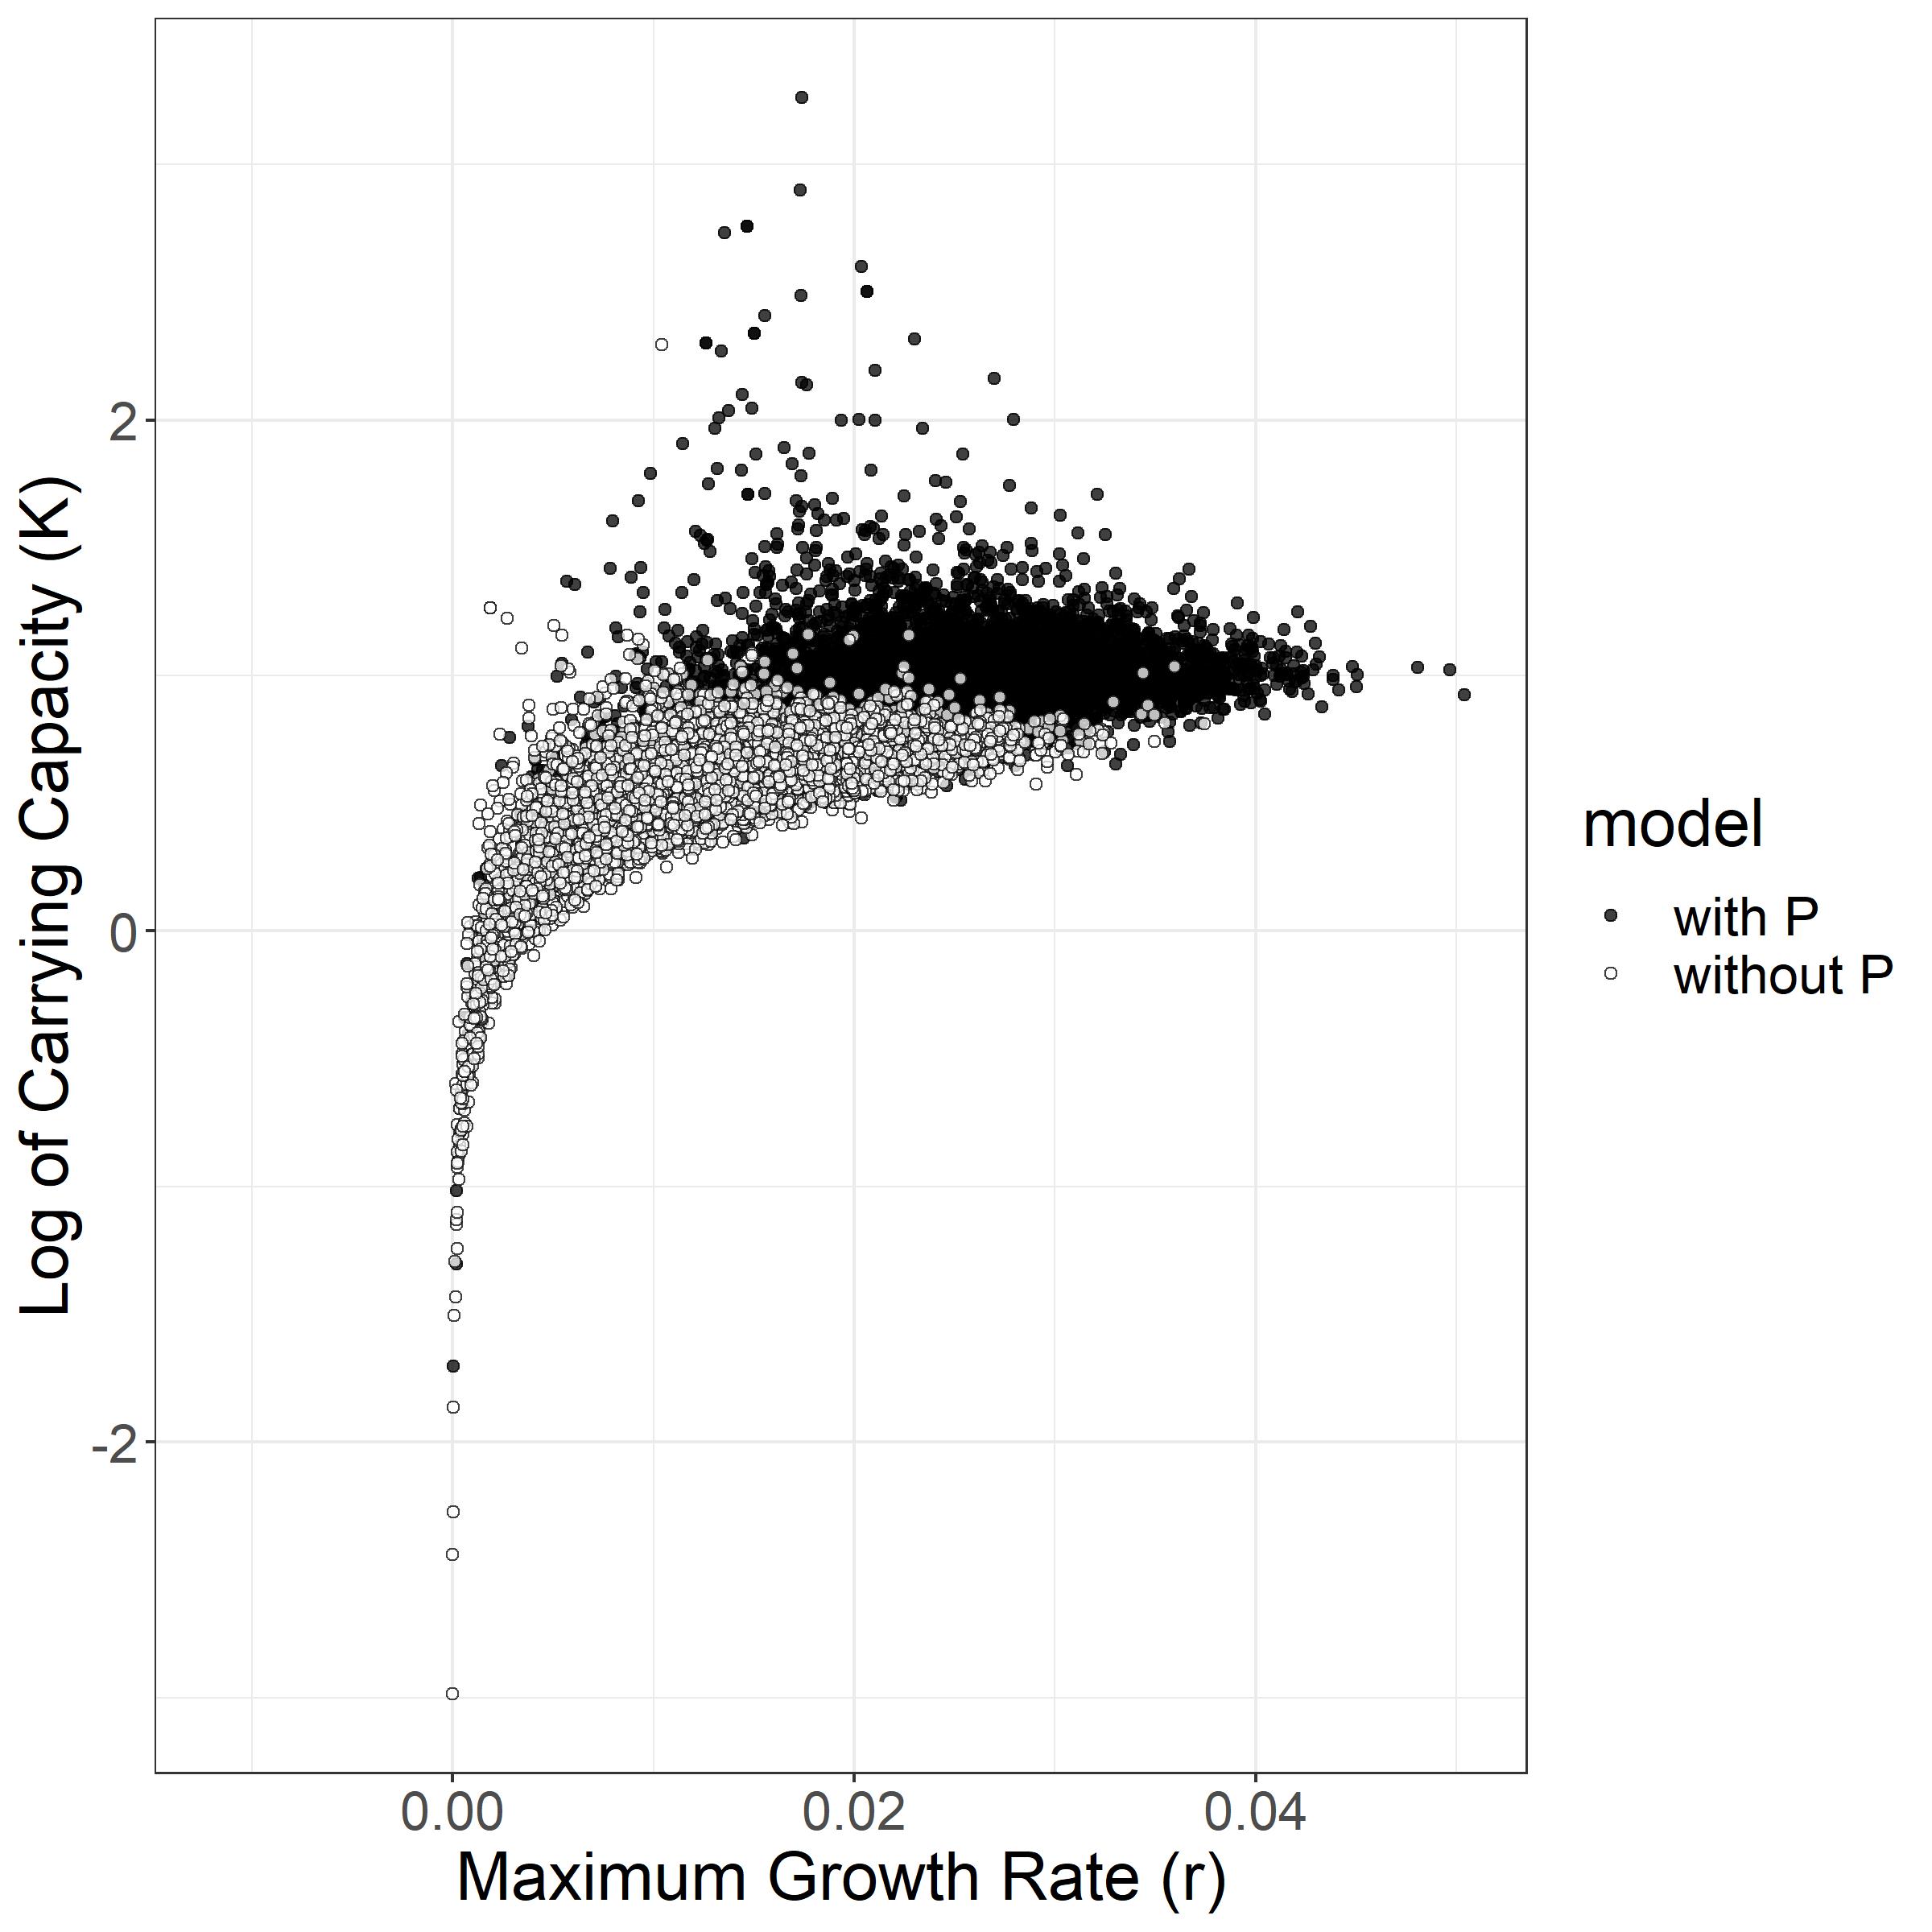 Log of Carrying Capacity (K)
2
0
-2
0.00 0.02 0.04
Maximum Growth Rate (r)
model
with P
without P